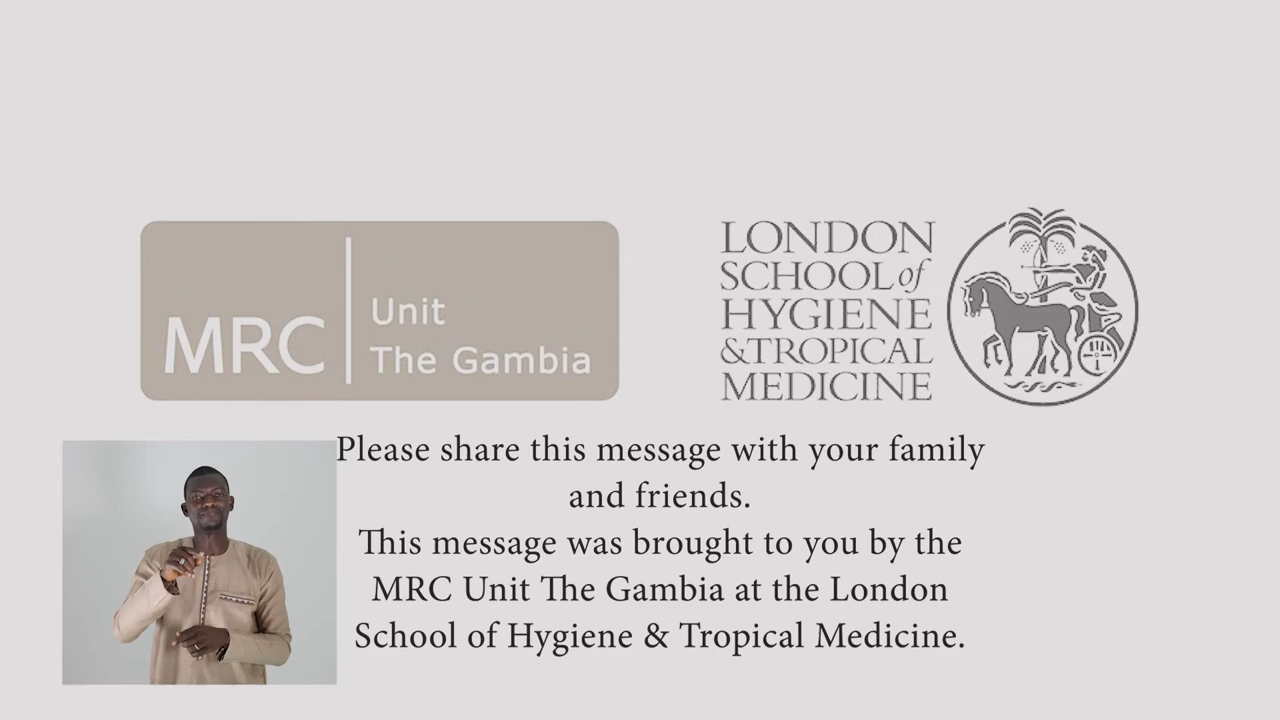 MRC
Unit
The Gambia
LONDON
SCHOOL of
HYGIENE
&TROPICAL
MEDICINE
Please share this message with your family
and friends.
This message was brought to you by the
MRC Unit The Gambia at the London
School of Hygiene & Tropical Medicine.